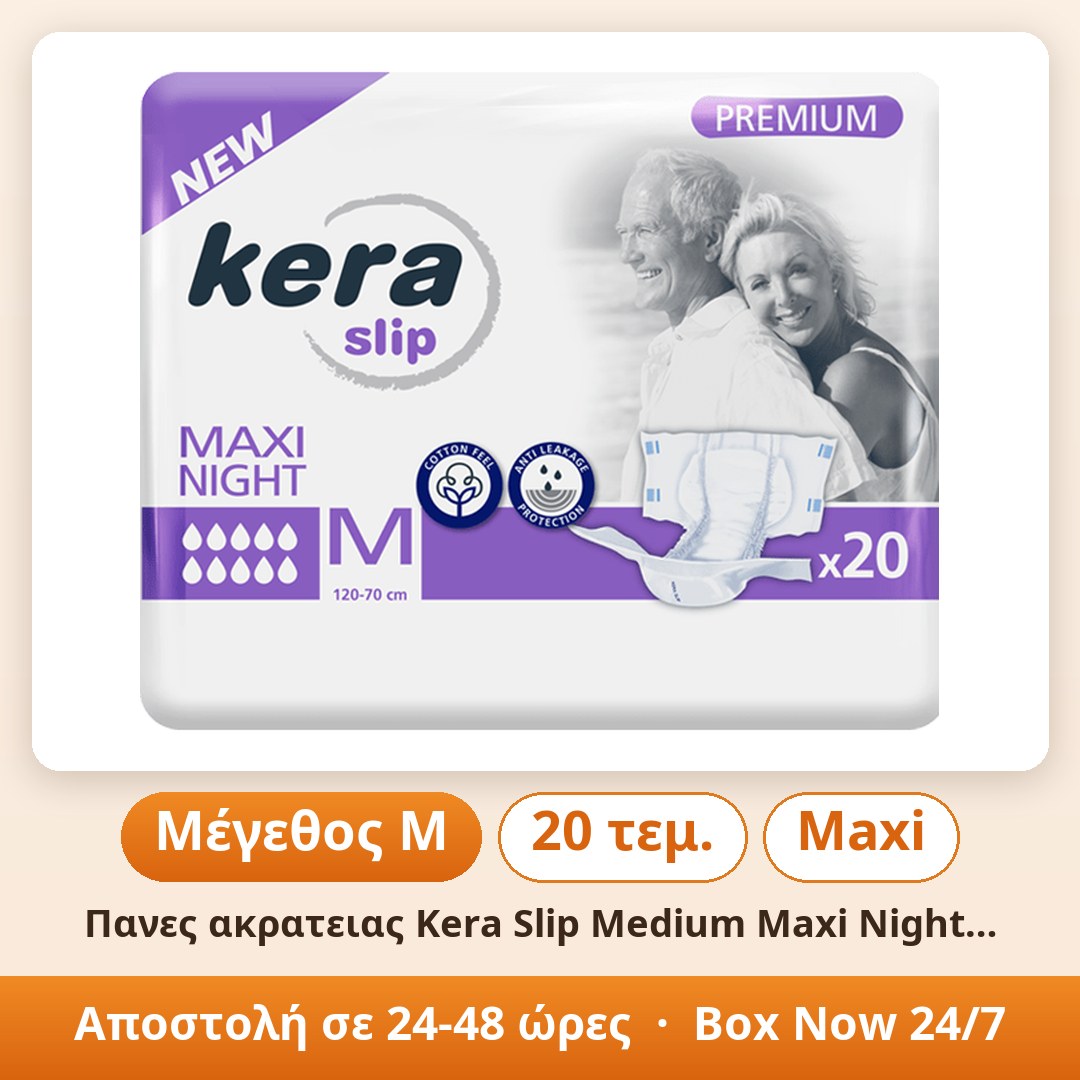 NEW
PREMIUM
kera
slip
MAXI
NIGHT
COTTON FEEL
ANTI LEAKAGE
PROTECTION
M
x20
120-70 cm
Μέγεθος M
20 τεμ.
Maxi
Πανες ακρατειας Kera Slip Medium Maxi Night...
Αποστολή σε 24-48 ώρες · Box Now 24/7